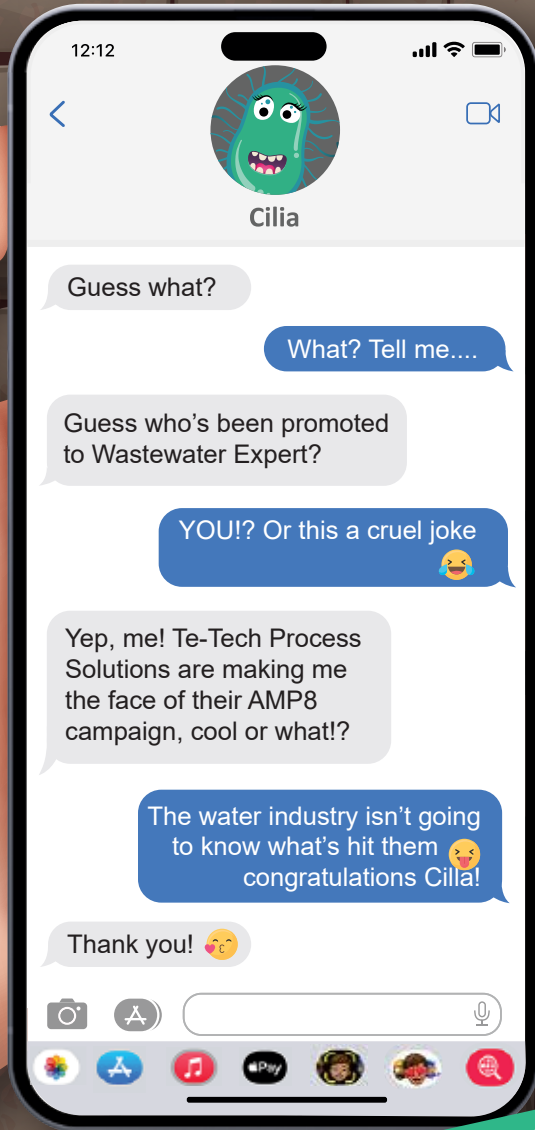 12:12
Cilia
Guess what?
What? Tell me....
Guess who's been promoted
to Wastewater Expert?
YOU!? Or this a cruel joke
Yep, me! Te-Tech Process
Solutions are making me
the face of their AMP8
campaign, cool or what!?
The water industry isn't going
to know what's hit them
congratulations Cilla!
Thank you!
Pay